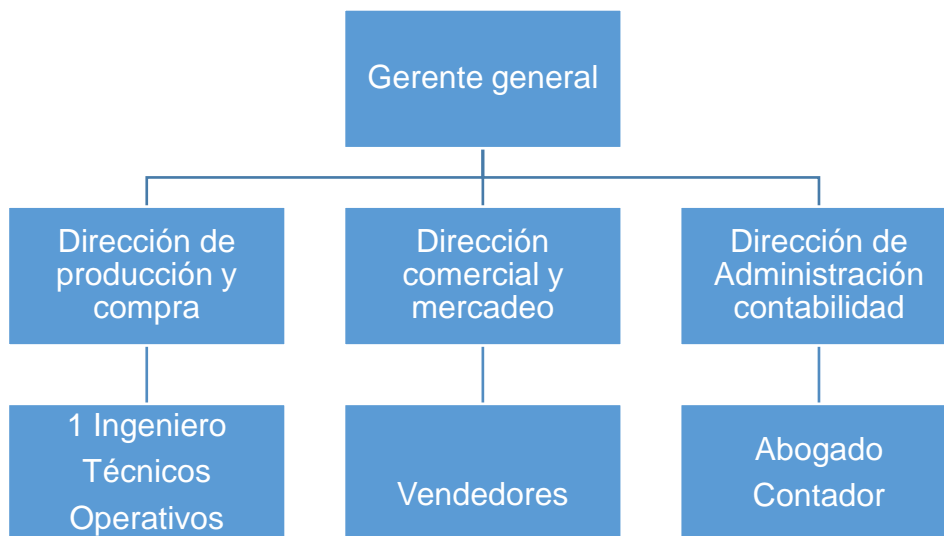 Gerente general
Dirección de
producción y
compra
Dirección
comercial y
mercadeo
Dirección de
Administración
contabilidad
1 Ingeniero
Técnicos
Operativos
Vendedores
Abogado
Contador